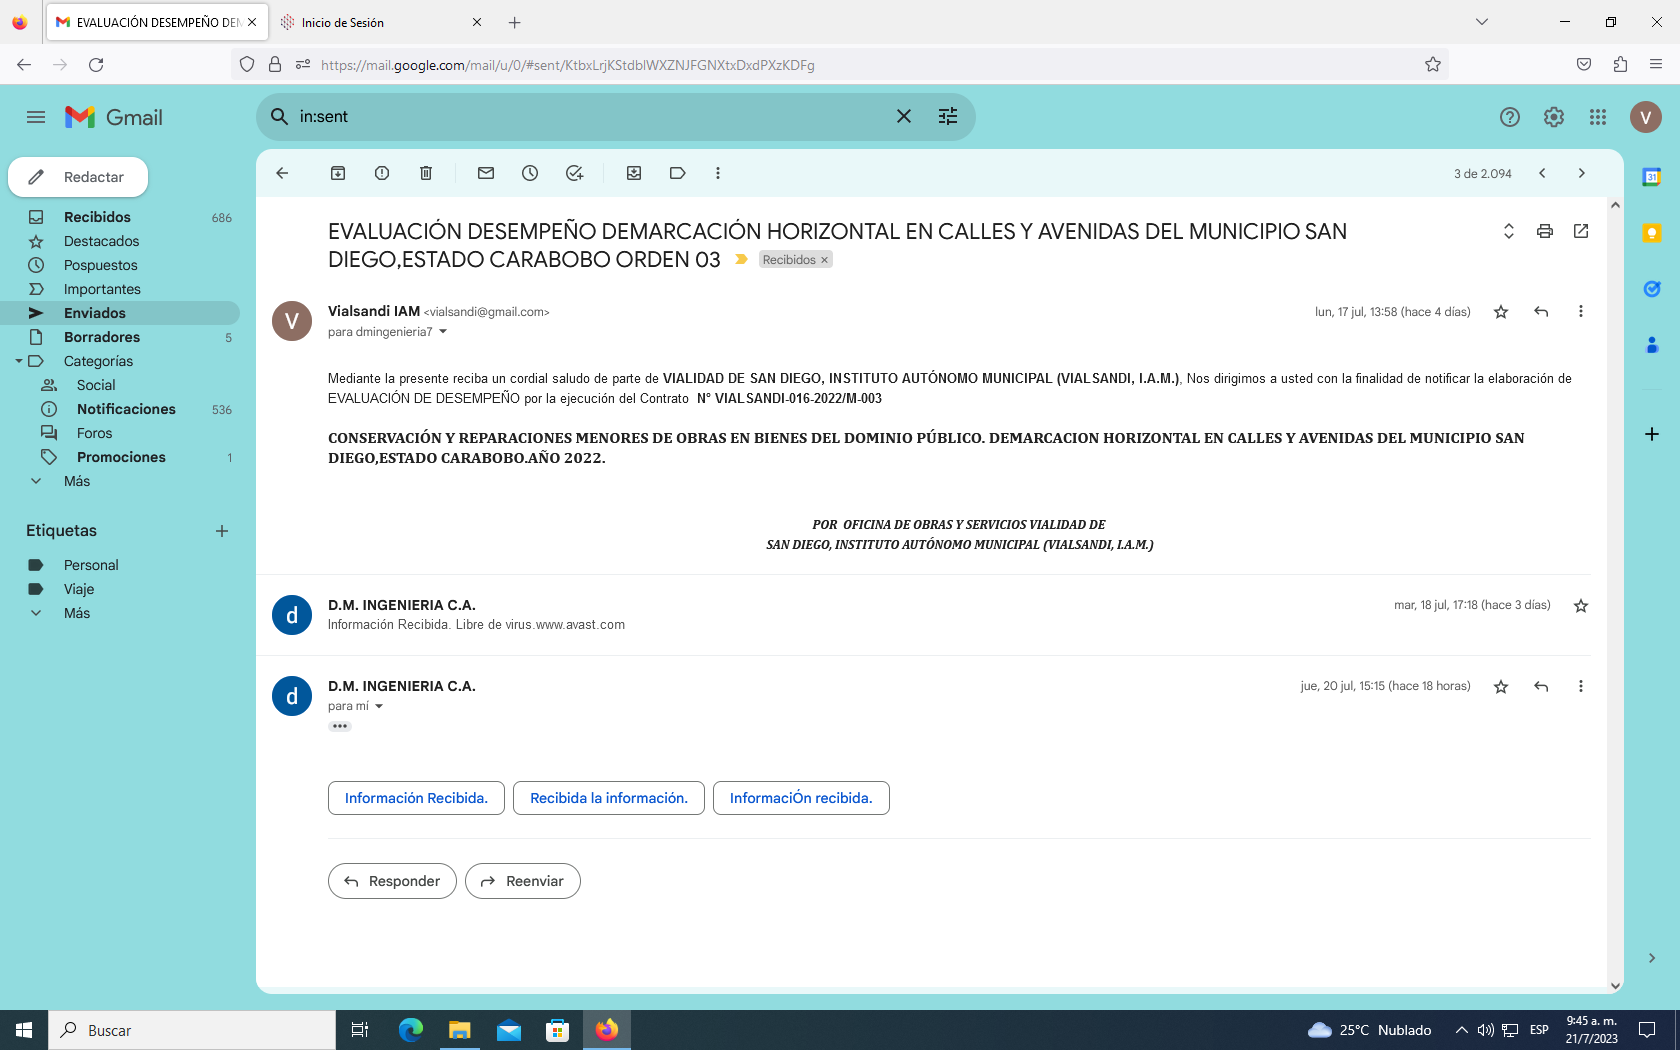 EVALUACIÓN DESEMPEÑO DEM
Inicio de Sesión
https://mail.google.com/mail/u/0/#sent/KtbxLrjKStdblWXZNJFGNXtxDxdPXzKDFg
Gmail
in:sent
V
Redactar
3 de 2.094
Recibidos 686
Destacados
Pospuestos
Importantes
Enviados
Borradores 5
Categorías
Social
Notificaciones 536
Foros
Promociones 1
Más
Etiquetas
Personal
Viaje
Más
EVALUACIÓN DESEMPEÑO DEMARCACIÓN HORIZONTAL EN CALLES Y AVENIDAS DEL MUNICIPIO SAN
DIEGO,ESTADO CARABOBO ORDEN 03 Recibidos ×
V
Vialsandi IAM <vialsandi@gmail.com> lun, 17 jul, 13:58 (hace 4 días)
para dmingenieria7
Mediante la presente reciba un cordial saludo de parte de VIALIDAD DE SAN DIEGO, INSTITUTO AUTÓNOMO MUNICIPAL (VIALSANDI, I.A.M.), Nos dirigimos a usted con la finalidad de notificar la elaboración de
EVALUACIÓN DE DESEMPEÑO por la ejecución del Contrato N° VIALSANDI-016-2022/M-003
CONSERVACIÓN Y REPARACIONES MENORES DE OBRAS EN BIENES DEL DOMINIO PÚBLICO. DEMARCACION HORIZONTAL EN CALLES Y AVENIDAS DEL MUNICIPIO SAN
DIEGO,ESTADO CARABOBO.AÑO 2022.
POR OFICINA DE OBRAS Y SERVICIOS VIALIDAD DE
SAN DIEGO, INSTITUTO AUTÓNOMO MUNICIPAL (VIALSANDI, I.A.M.)
d
D.M. INGENIERIA C.A. mar, 18 jul, 17:18 (hace 3 días)
Información Recibida. Libre de virus.www.avast.com
d
D.M. INGENIERIA C.A. jue, 20 jul, 15:15 (hace 18 horas)
para mí
Información Recibida. Recibida la información. InformaciÓn recibida.
Responder Reenviar
31
Buscar
25°C Nublado
ESP
9:45 a. m.
21/7/2023